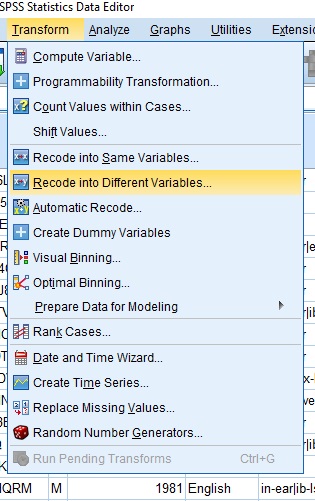 SPSS Statistics Data Editor
Transform Analyze Graphs Utilities Extensio
Compute Variable...
Programmability Transformation...
Count Values within Cases...
Shift Values...
Recode into Same Variables...
Recode into Different Variables...
Automatic Recode...
Create Dummy Variables
Visual Binning...
Optimal Binning...
Prepare Data for Modeling
Rank Cases...
Date and Time Wizard...
Create Time Series...
Replace Missing Values...
Random Number Generators...
Run Pending Transforms Ctrl+G
IQRM M 1981 English in-ear|ib-ls